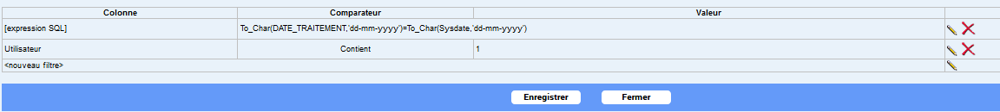 Colonne Comparateur Valeur
[expression SQL] To_Char(DATE_TRAITEMENT,'dd-mm-yyyy')=To_Char(Sysdate,'dd-mm-yyyy')
Utilisateur Contient 1
<nouveau filtre>
Enregistrer Fermer